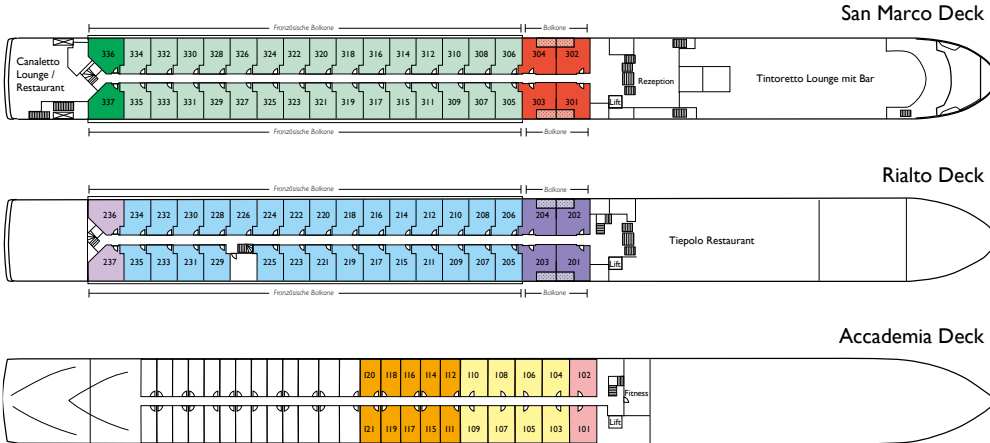 San Marco Deck
Französische Balkone
Balkone
336 334 332 330 328 326 324 322 320 318 316 314 312 310 308 306 304 302
Canaletto
Lounge /
Restaurant
Rezeption
Tintoretto Lounge mit Bar
337 335 333 331 329 327 325 323 321 319 317 315 311 309 307 305 303 301
Lift
Französische Balkone
Balkone
Rialto Deck
Französische Balkone
Balkone
236 234 232 230 228 226 224 222 220 218 216 214 212 210 208 206 204 202
Tiepolo Restaurant
237 235 233 231 229 225 223 221 219 217 215 211 209 207 205 203 201
Lift
Französische Balkone
Balkone
Accademia Deck
120 118 116 114 112 110 108 106 104 102
Fitness
121 119 117 115 111 109 107 105 103 101
Lift